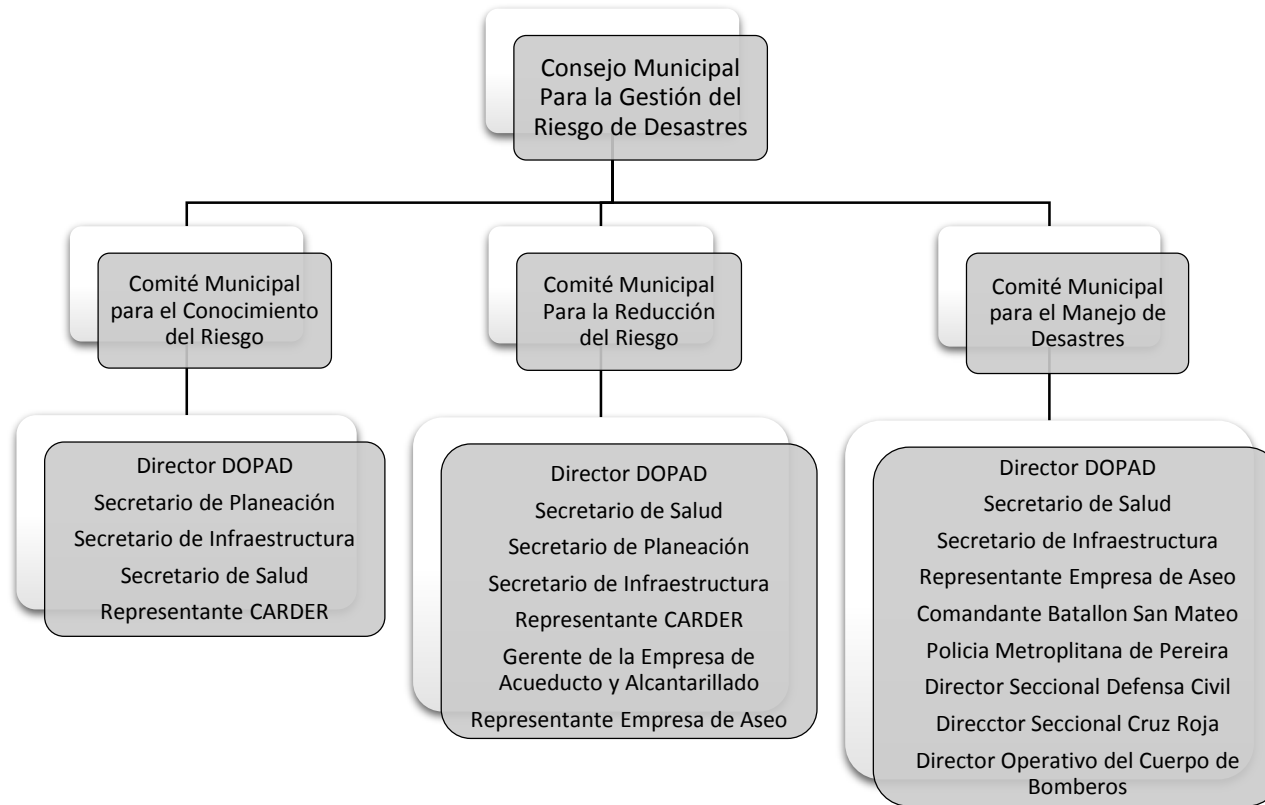 Consejo Municipal
Para la Gestión del
Riesgo de Desastres
Comité Municipal
para el Conocimiento
del Riesgo
Comité Municipal
Para la Reducción
del Riesgo
Comité Municipal
para el Manejo de
Desastres
Director DOPAD
Secretario de Planeación
Secretario de Infraestructura
Secretario de Salud
Representante CARDER
Director DOPAD
Secretario de Salud
Secretario de Planeación
Secretario de Infraestructura
Representante CARDER
Gerente de la Empresa de
Acueducto y Alcantarillado
Representante Empresa de Aseo
Director DOPAD
Secretario de Salud
Secretario de Infraestructura
Representante Empresa de Aseo
Comandante Batallon San Mateo
Policia Metroplitana de Pereira
Director Seccional Defensa Civil
Direcctor Seccional Cruz Roja
Director Operativo del Cuerpo de
Bomberos